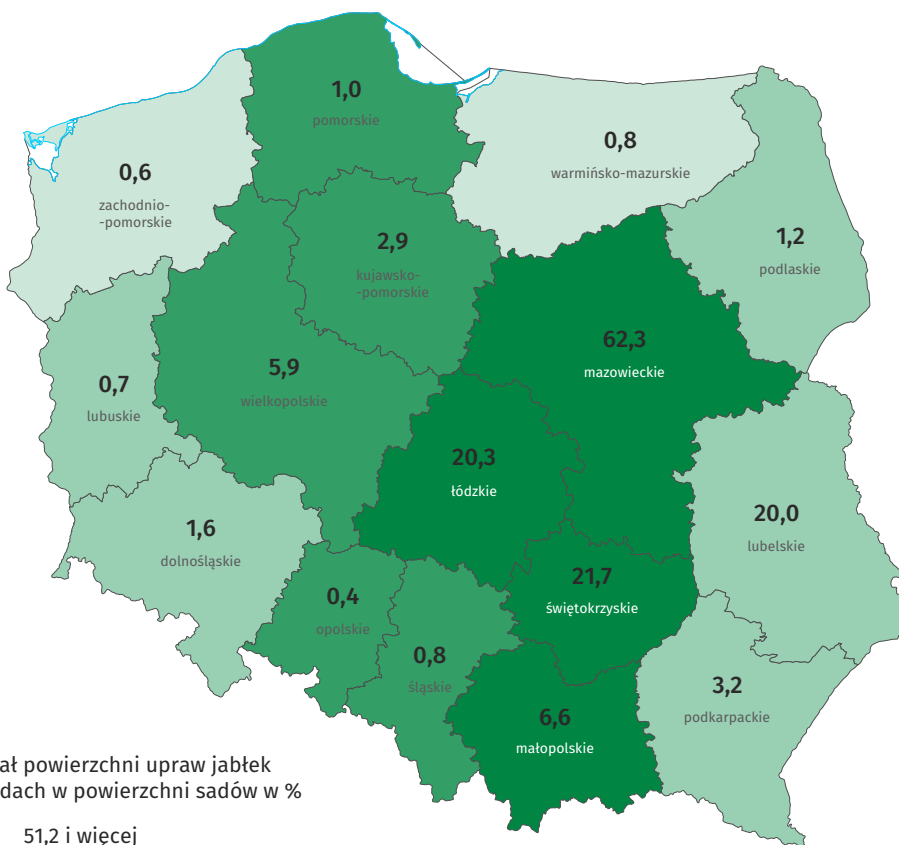 1,0
pomorskie
0,8
warmińsko-mazurskie
0,6
zachodnio-
-pomorskie
1,2
podlaskie
2,9
kujawsko-
-pomorskie
62,3
mazowieckie
5,9
wielkopolskie
0,7
lubuskie
20,3
łódzkie
20,0
lubelskie
1,6
dolnośląskie
21,7
świętokrzyskie
0,4
opolskie
0,8
śląskie
3,2
podkarpackie
6,6
małopolskie
powierzchni upraw jabłek
w powierzchni sadów w %
51,2 i więcej